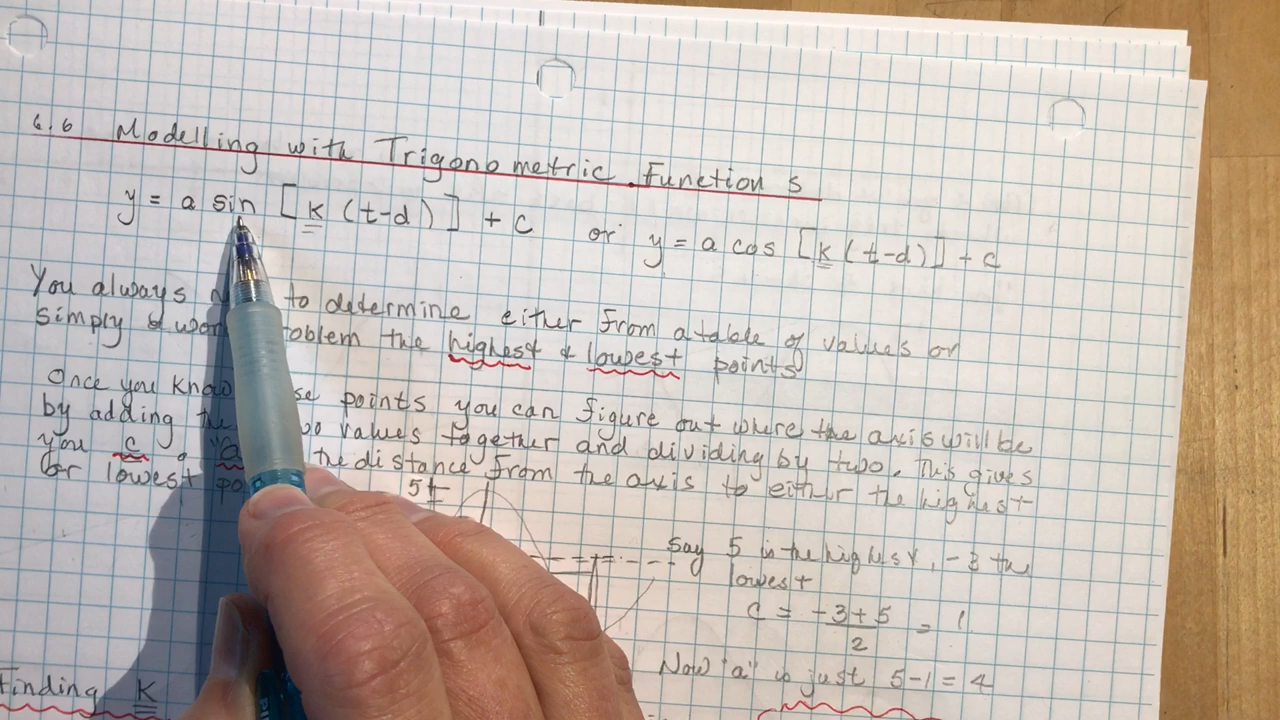 6.6 Modelling with Trigonometric Functions
y = a sin [k (t-d)] + c or y = a cos [k (t-d)] + c
You always to determine either from a table of values or
simply problem the highest & lowest points
Once you know points you can figure out where the axis will be
by adding the values together and dividing by two. This gives
you c. "a the distance from the axis to either the highest
or lowest
5
say 5 is the highest, -3 the
lowest
c = -3+5 / 2 = 1
Now "a" is just 5-1 = 4
Finding K